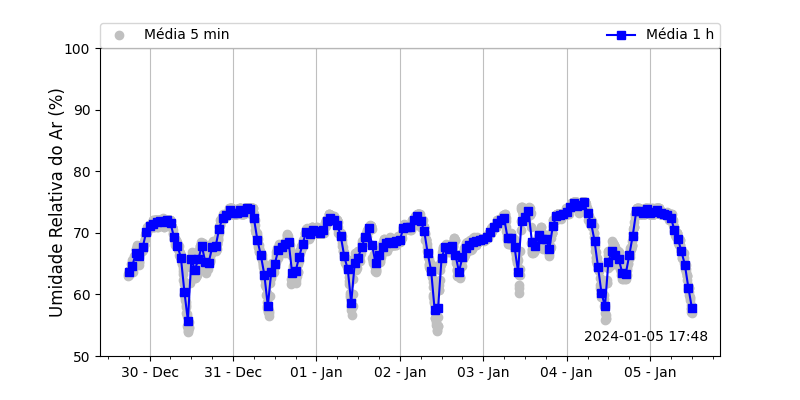 Média 5 min
Média 1 h
Umidade Relativa do Ar (%)
100
90
80
70
60
50
2024-01-05 17:48
30 - Dec
31 - Dec
01 - Jan
02 - Jan
03 - Jan
04 - Jan
05 - Jan